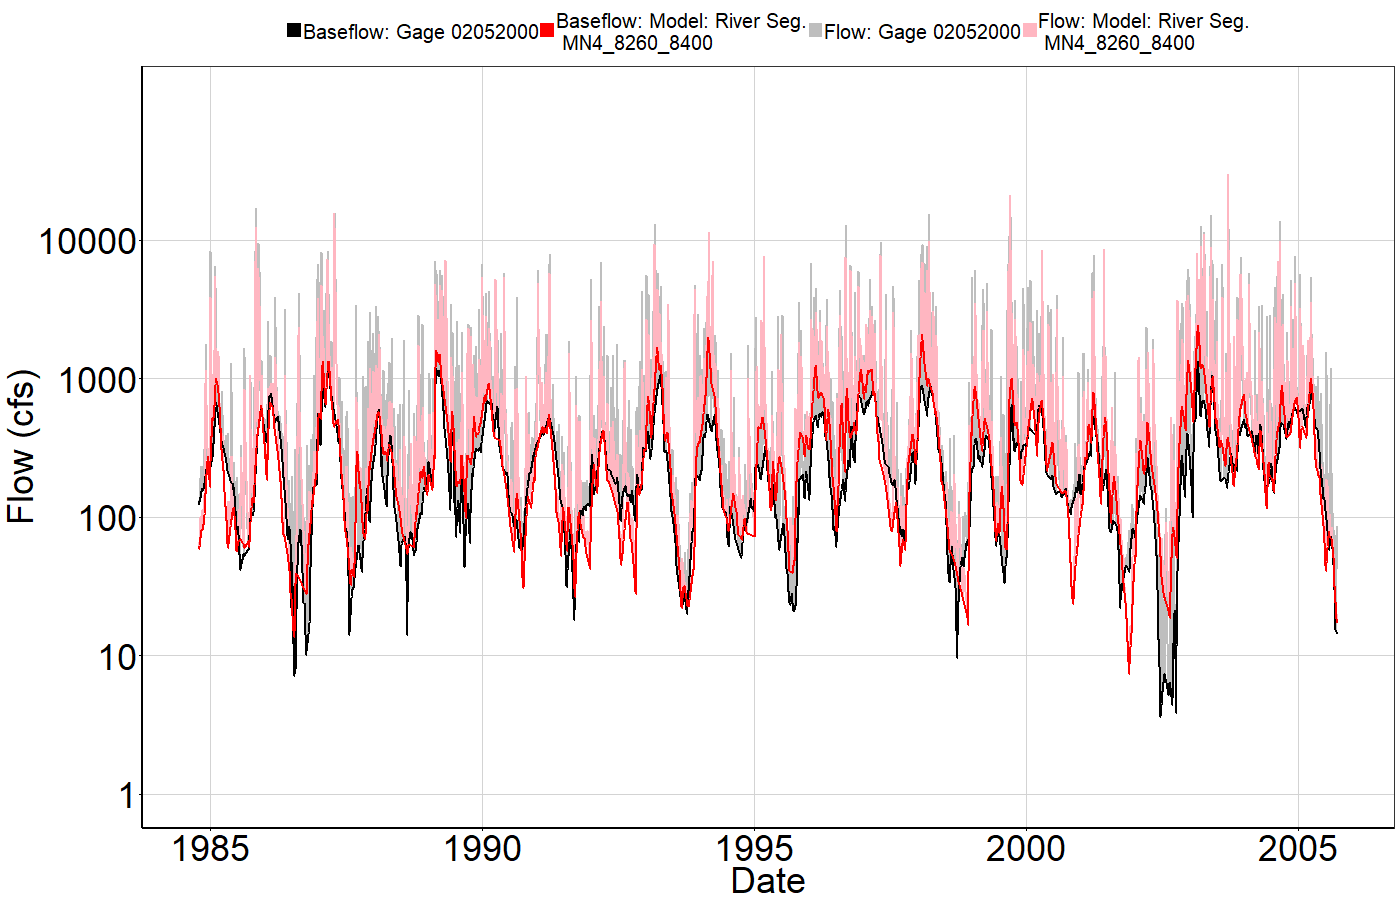 Baseflow: Gage 02052000 Baseflow: Model: River Seg. Flow: Gage 02052000 Flow: Model: River Seg.
MN4_8260_8400 MN4_8260_8400
Flow (cfs)
10000
1000
100
10
1
1985 1990 1995 2000 2005
Date